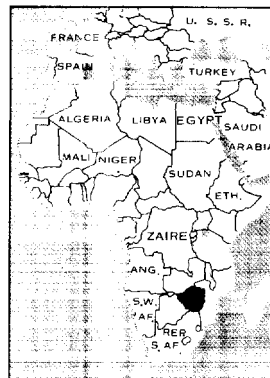 U. S. S. R.
FRANCE
SPAIN
TURKEY
ALGERIA
LIBYA
EGYPT
SAUDI
ARABIA
MALI
NIGER
SUDAN
ETH.
ZAIRE
ANG.
S.W.
AF.
REP.
S. AF.